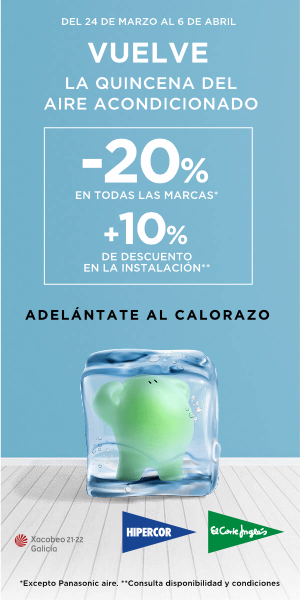 DEL 24 DE MARZO AL 6 DE ABRIL
VUELVE
LA QUINCENA DEL
AIRE ACONDICIONADO
-20%
EN TODAS LAS MARCAS*
+10%
DE DESCUENTO
EN LA INSTALACIÓN**
ADELÁNTATE AL CALORAZO
Xacobeo 21·22
Galicia
HIPERCOR
El Corte Inglés
*Excepto Panasonic aire. **Consulta disponibilidad y condiciones